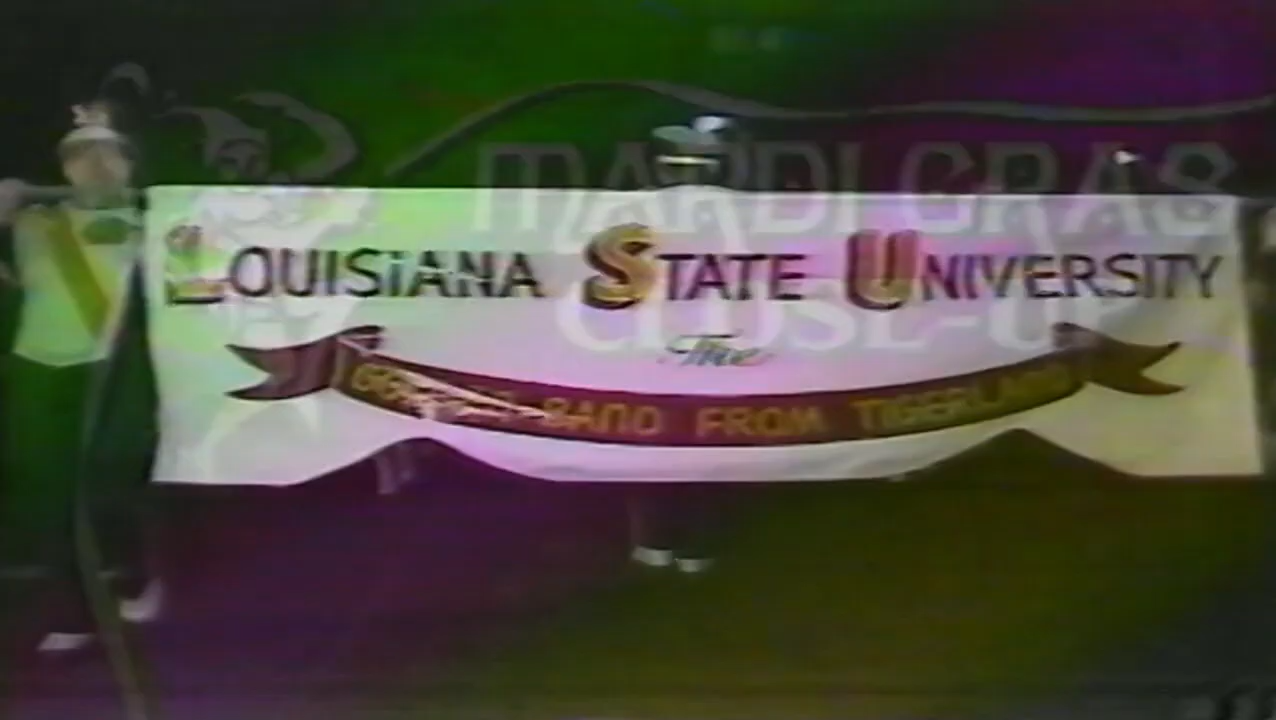 MARDI GRAS
LOUISIANA STATE UNIVERSITY
CLOSE-UP
The
BAND FROM TIGERLAND